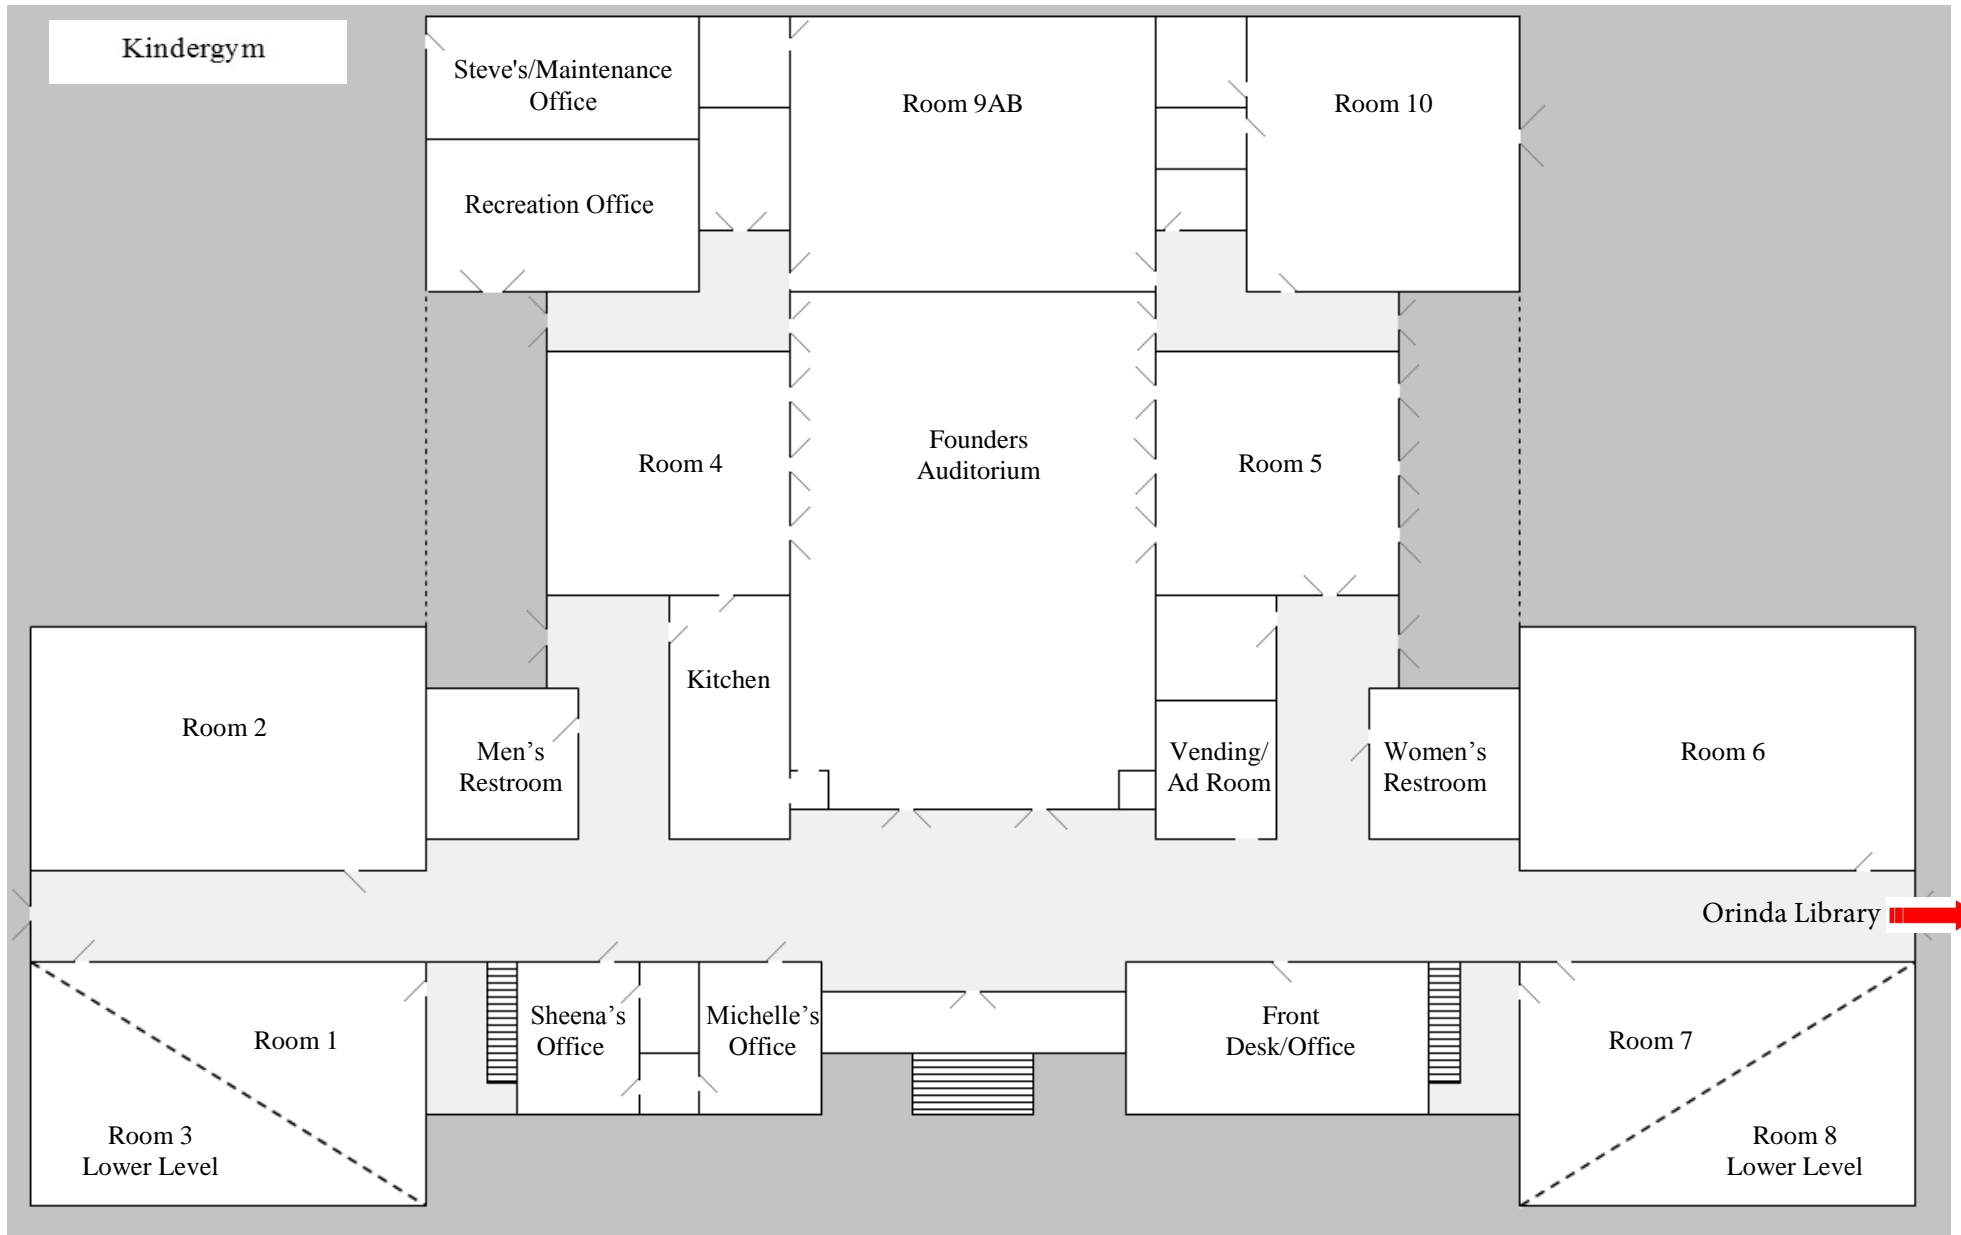 Kindergym
Steve's/Maintenance
Office
Room 9AB
Room 10
Recreation Office
Founders
Auditorium
Room 4
Room 5
Kitchen
Room 2
Men’s
Restroom
Vending/
Ad Room
Women’s
Restroom
Room 6
Orinda Library
Sheena’s
Office
Michelle’s
Office
Front
Desk/Office
Room 1
Room 7
Room 3
Lower Level
Room 8
Lower Level